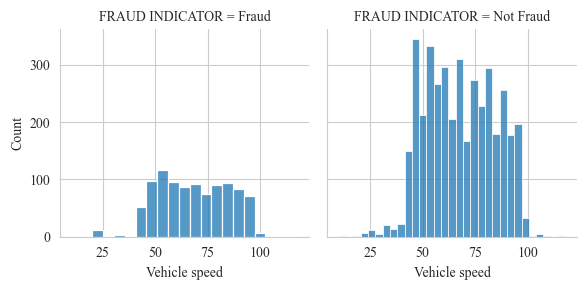 FRAUD INDICATOR = Fraud
FRAUD INDICATOR = Not Fraud
300
200
100
0
Count
25 50 75 100
25 50 75 100
Vehicle speed
Vehicle speed